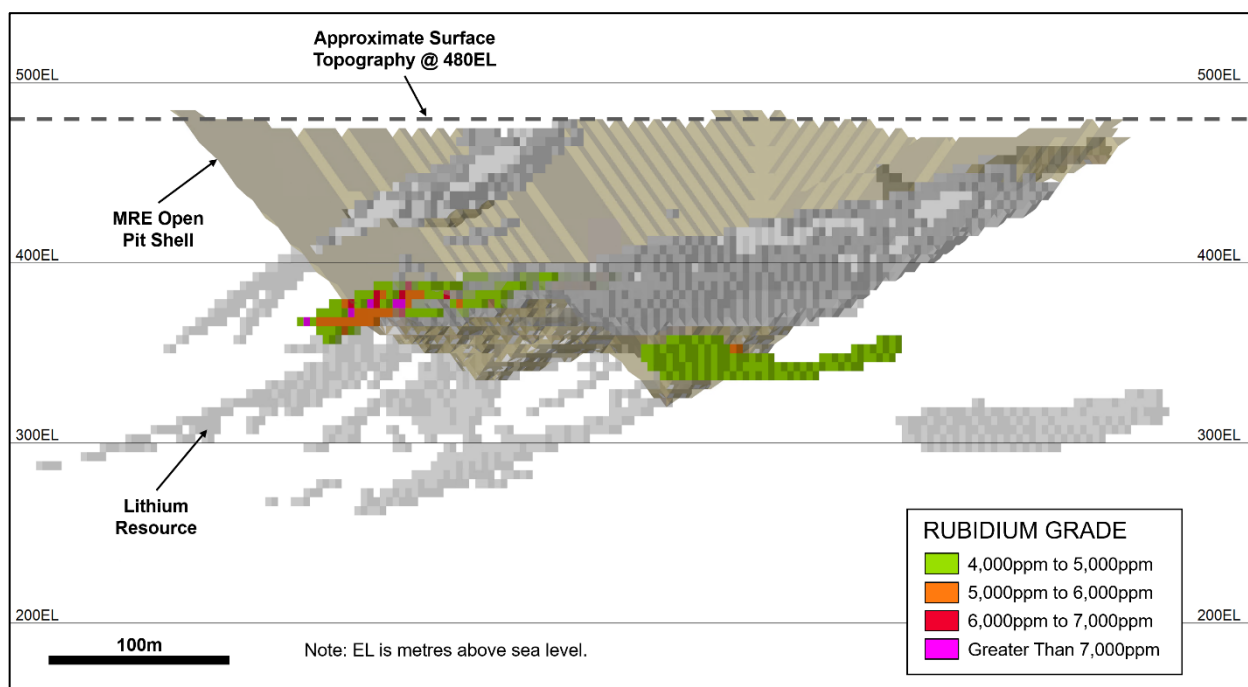 Approximate Surface
Topography @ 480EL
500EL
500EL
MRE Open
Pit Shell
400EL
400EL
300EL
300EL
Lithium
Resource
RUBIDIUM GRADE
4,000ppm to 5,000ppm
5,000ppm to 6,000ppm
6,000ppm to 7,000ppm
Greater Than 7,000ppm
200EL
200EL
100m
Note: EL is metres above sea level.